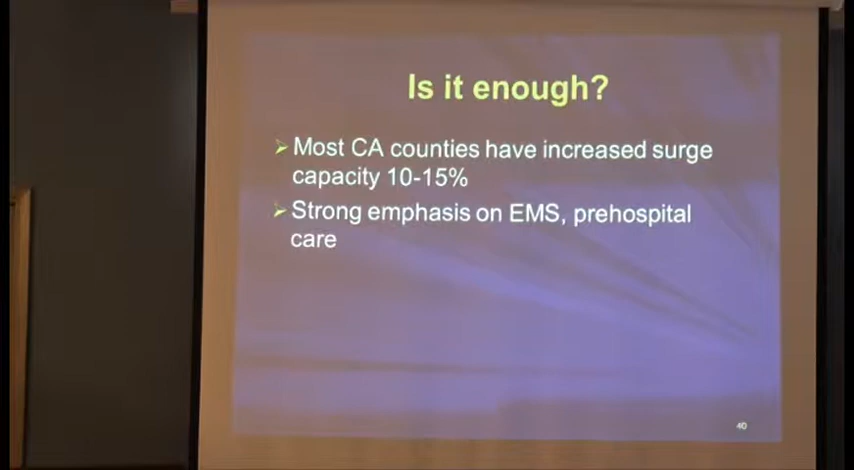 Is it enough?
Most CA counties have increased surge
capacity 10-15%
Strong emphasis on EMS, prehospital
care
40